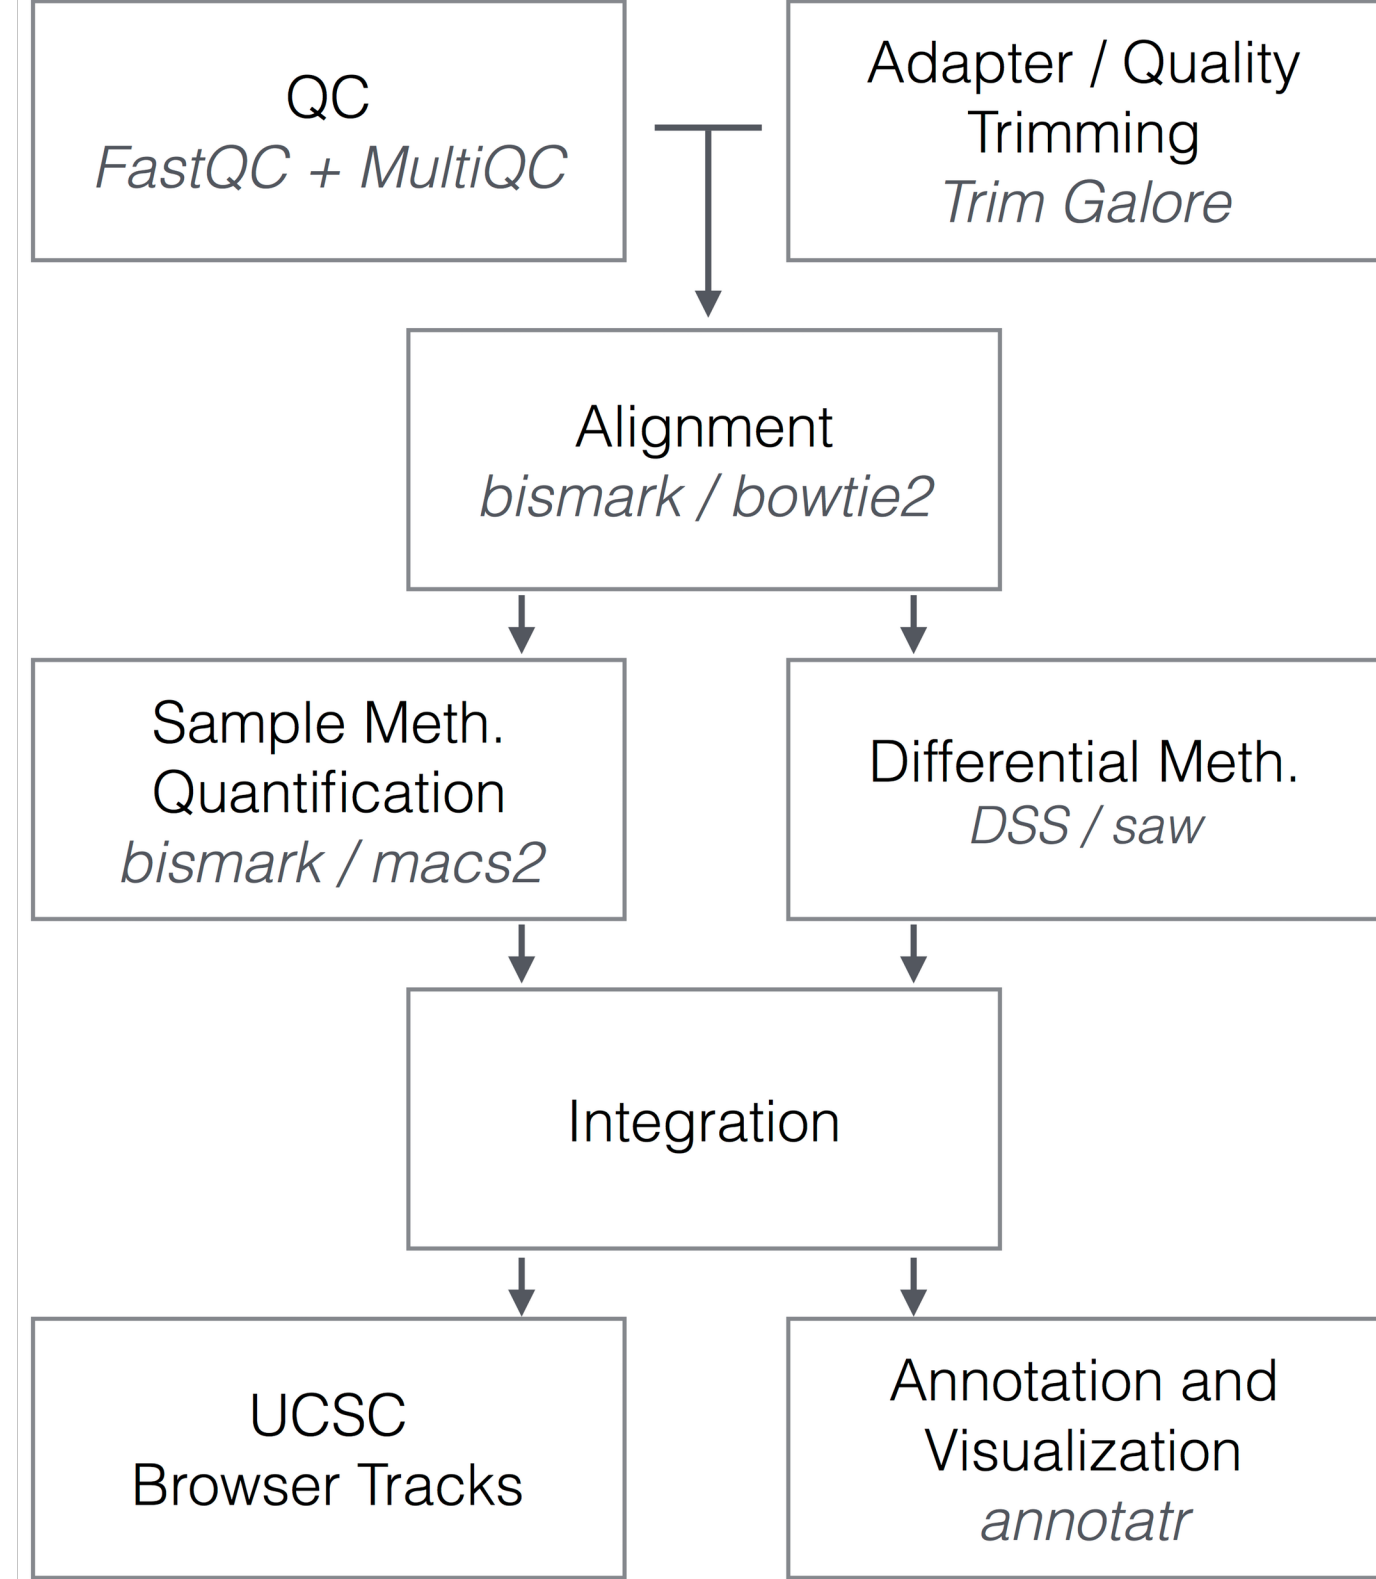 QC
FastQC + MultiQC
Adapter / Quality
Trimming
Trim Galore
Alignment
bismark / bowtie2
Sample Meth.
Quantification
bismark / macs2
Differential Meth.
DSS / saw
Integration
UCSC
Browser Tracks
Annotation and
Visualization
annotatr